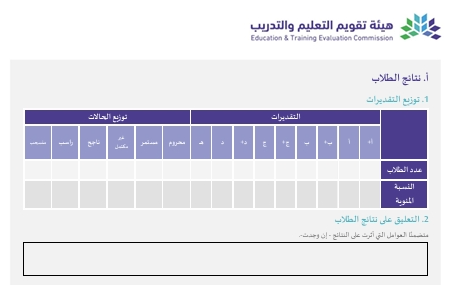 هيئة تقويم التعليم والتدريب
Education & Training Evaluation Commission
أ. نتائج الطلاب
1. توزيع التقديرات
التقديرات توزيع الحالات
أ+ أ ب+ ب ج+ ج د+ د هـ محروم مستمر غير مكتمل ناجح راسب منسحب
عدد الطلاب
النسبة المئوية
2. التعليق على نتائج الطلاب
متضمنًا العوامل التي أثرت على النتائج - إن وجدت-.